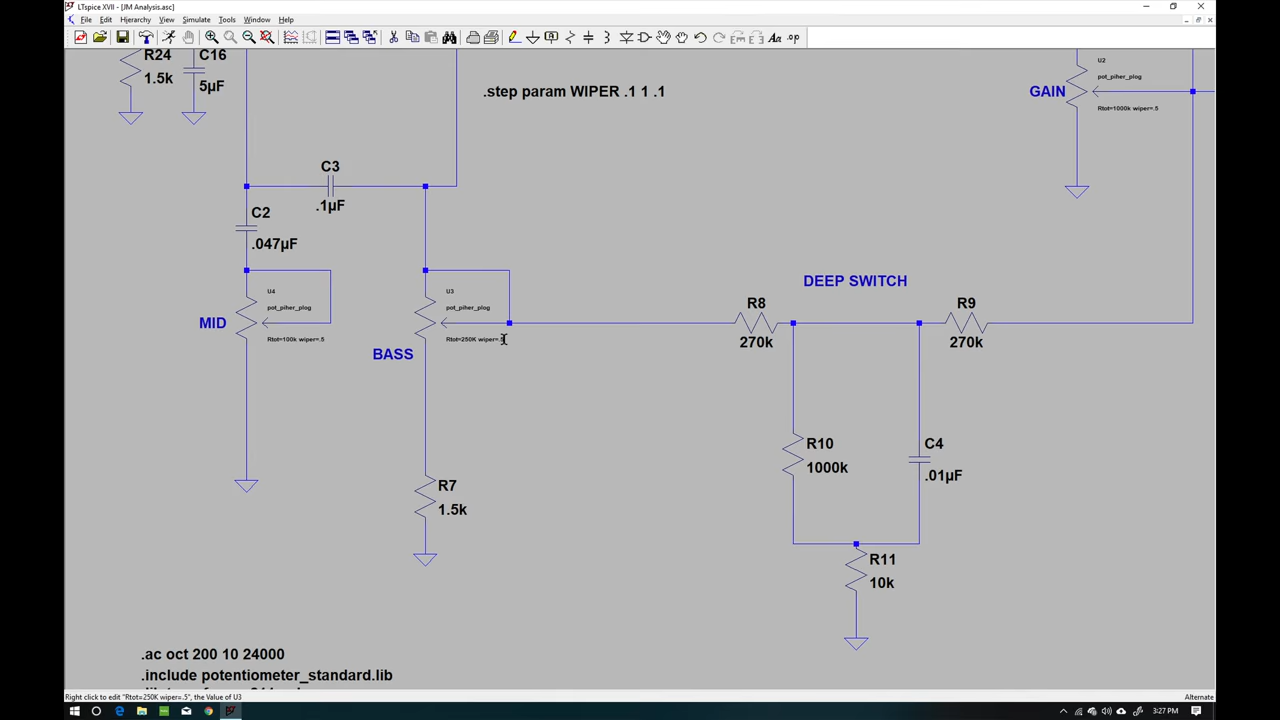 LTspice XVII - [JM Analysis.asc]
File Edit Hierarchy View Simulate Tools Window Help
R24
1.5k
C16
5µF
.step param WIPER .1 1 .1
U2
pot_piher_plog
GAIN
Rtot=1000k wiper=.5
C3
.1µF
C2
.047µF
U4
pot_piher_plog
MID
Rtot=100k wiper=.5
U3
pot_piher_plog
Rtot=250K wiper=.5
BASS
DEEP SWITCH
R8
270k
R9
270k
R10
1000k
C4
.01µF
R7
1.5k
R11
10k
.ac oct 200 10 24000
.include potentiometer_standard.lib
Right click to edit "Rtot=250K wiper=.5", the Value of U3
Alternate
3:27 PM